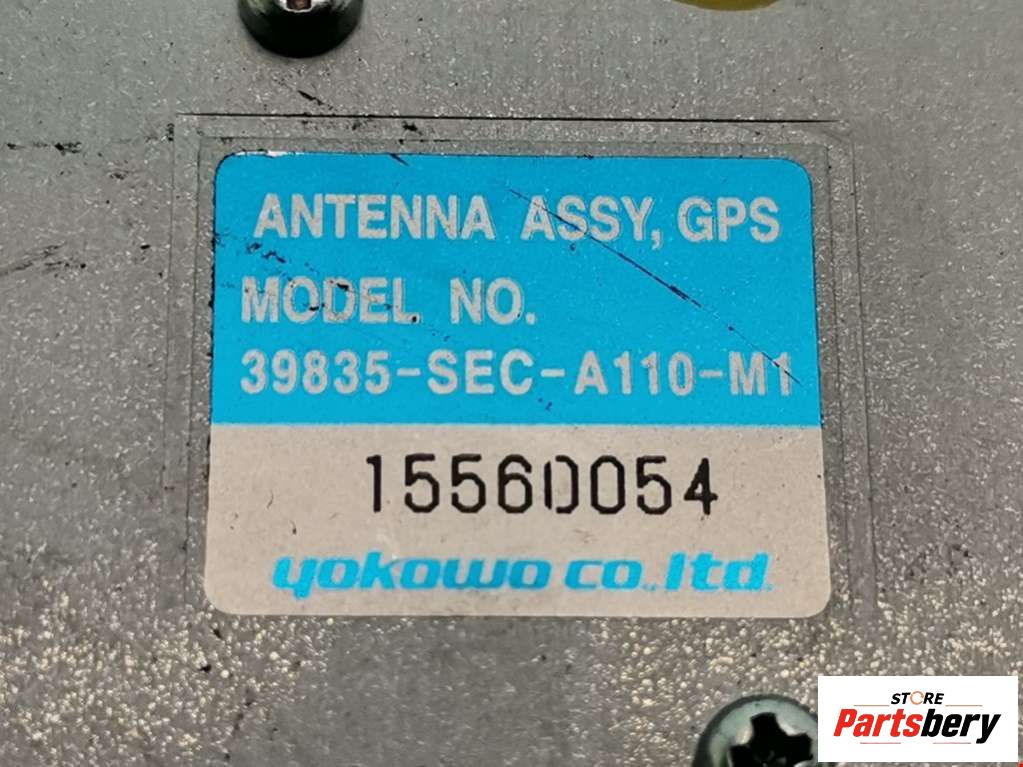 ANTENNA ASSY, GPS
MODEL NO.
39835-SEC-A110-M1
15560054
yokowo co.,ltd.
STORE
Partsbery